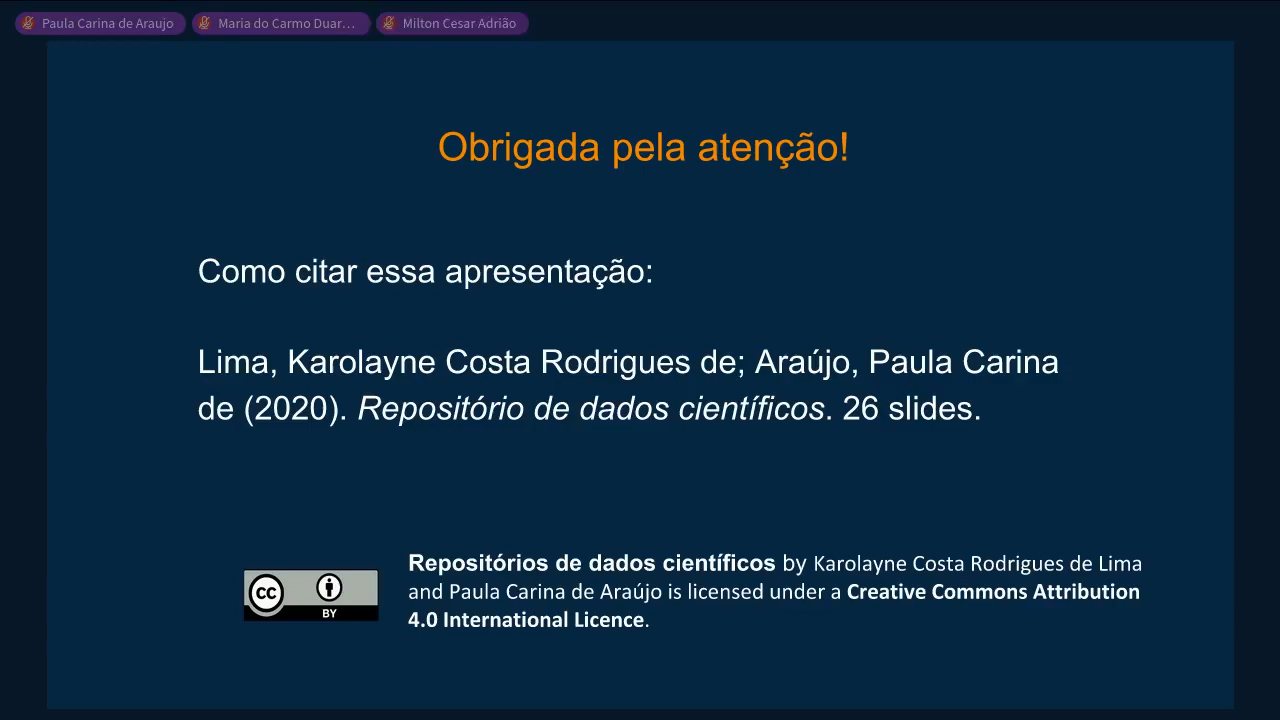 Paula Carina de Araujo
Maria do Carmo Duar...
Milton Cesar Adrião
Obrigada pela atenção!
Como citar essa apresentação:
Lima, Karolayne Costa Rodrigues de; Araújo, Paula Carina
de (2020). Repositório de dados científicos. 26 slides.
Repositórios de dados científicos by Karolayne Costa Rodrigues de Lima
and Paula Carina de Araújo is licensed under a Creative Commons Attribution
4.0 International Licence.
CC
BY